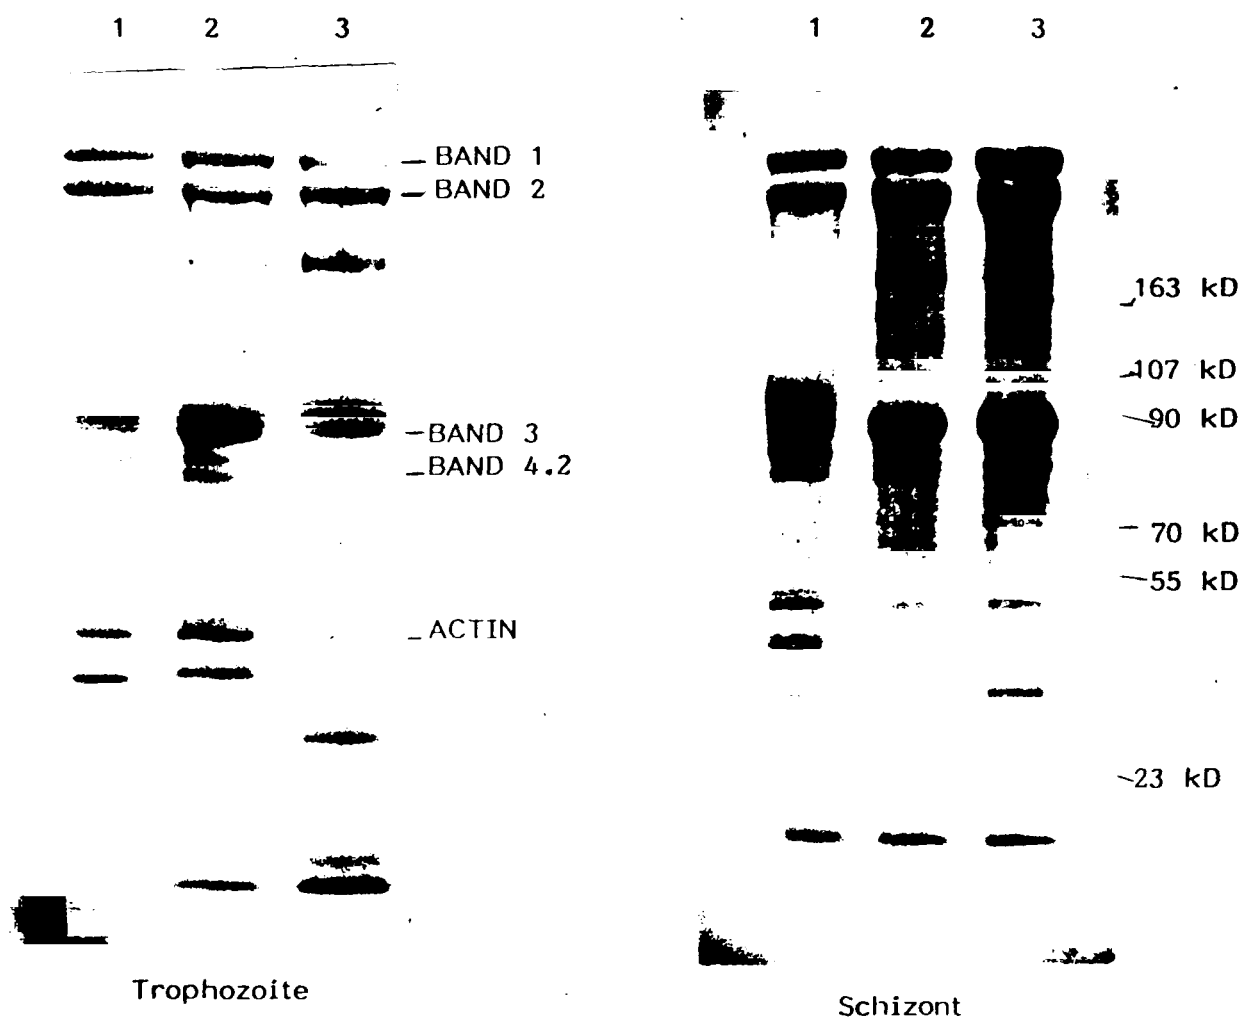 1 2 3
BAND 1
BAND 2
BAND 3
BAND 4.2
ACTIN
Trophozoite
1 2 3
163 kD
107 kD
90 kD
70 kD
55 kD
23 kD
Schizont